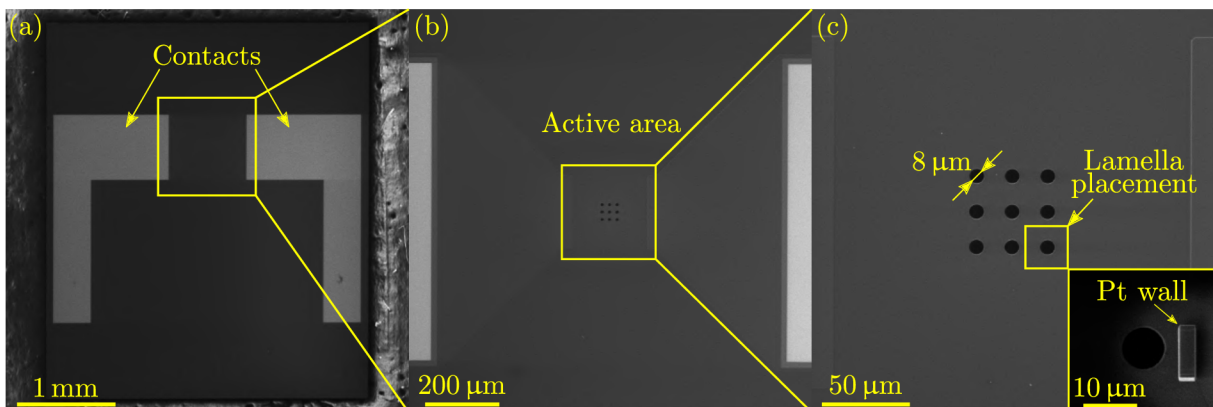 (a)
Contacts
1 mm
(b)
Active area
200 µm
(c)
8 µm
Lamella
placement
50 µm
Pt wall
10 µm